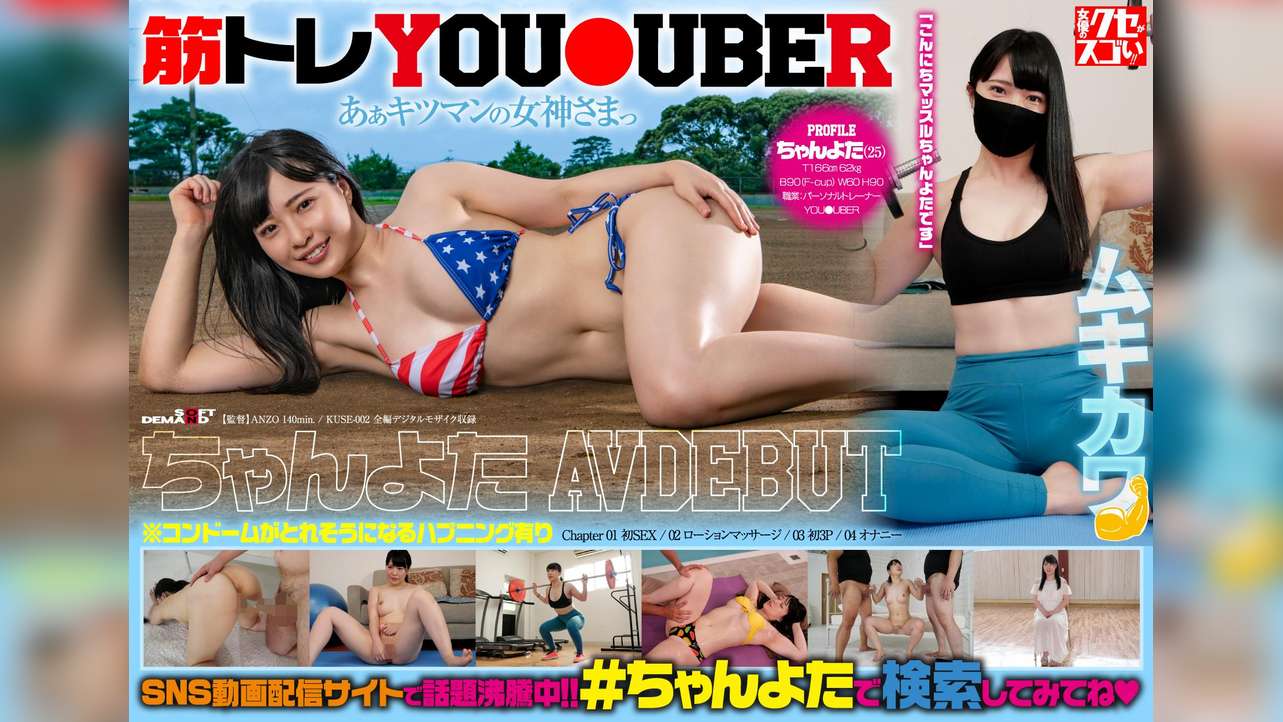 筋トレYOU●UBER
あぁキツマンの女神さまっ
PROFILE
ちゃんよた(25)
T166cm 62kg
B90(F-cup) W60 H90
職業:パーソナルトレーナー
YOU●UBER
「こんにちマッスルちゃんよたです」
女優のクセがスゴい!!
ムキカワ
SOFT ON DEMAND
【監督】ANZO 140min. / KUSE-002 全編デジタルモザイク収録
ちゃんよた AVDEBUT
※コンドームがとれそうになるハプニング有り
Chapter 01 初SEX / 02 ローションマッサージ / 03 初3P / 04 オナニー
SNS動画配信サイトで話題沸騰中!! #ちゃんよたで検索してみてね♥